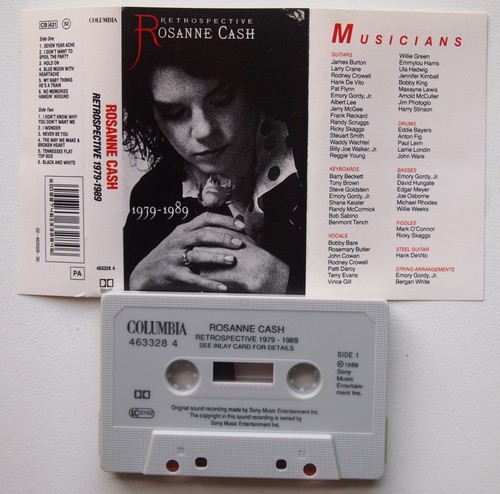 COLUMBIA
CB 431
52
Side One
1. SEVEN YEAR ACHE
2. I DON'T WANT TO
SPOIL THE PARTY
3. HOLD ON
4. BLUE MOON WITH
HEARTACHE
5. MY BABY THINKS
HE'S A TRAIN
6. NO MEMORIES
HANGIN' AROUND
Side Two
1. I DON'T KNOW WHY
YOU DON'T WANT ME
2. I WONDER
3. NEVER BE YOU
4. THE WAY WE MAKE A
BROKEN HEART
5. TENNESSEE FLAT
TOP BOX
6. BLACK AND WHITE
02-463328-30
PA
COLUMBIA
ROSANNE CASH
RETROSPECTIVE 1979-1989
463328 4
RETROSPECTIVE
ROSANNE CASH
1979-1989
MUSICIANS
GUITARS
James Burton
Larry Crane
Rodney Crowell
Hank De Vito
Pat Flynn
Emory Gordy, Jr.
Albert Lee
Jerry McGee
Frank Reckard
Randy Scruggs
Ricky Skaggs
Steuart Smith
Waddy Wachtel
Billy Joe Walker, Jr.
Reggie Young
KEYBOARDS
Barry Beckett
Tony Brown
Steve Goldstein
Emory Gordy, Jr.
Shane Keister
Randy McCormick
Bob Sabino
Benmont Tench
VOCALS
Bobby Bare
Rosemary Butler
John Cowan
Rodney Crowell
Patti Darcy
Terry Evans
Vince Gill
Willie Green
Emmylou Harris
Ula Hedwig
Jennifer Kimball
Bobby King
Maxayne Lewis
Arnold McCuller
Jim Photoglo
Harry Stinson
DRUMS
Eddie Bayers
Anton Fig
Paul Leim
Larrie Londin
John Ware
BASSES
Emory Gordy, Jr.
David Hungate
Edgar Meyer
Joe Osborne
Michael Rhodes
Willie Weeks
FIDDLES
Mark O'Connor
Ricky Skaggs
STEEL GUITAR
Hank DeVito
STRING ARRANGEMENTS
Emory Gordy, Jr.
Bergan White
COLUMBIA
463328 4
ROSANNE CASH
RETROSPECTIVE 1979 - 1989
SEE INLAY CARD FOR DETAILS
SIDE 1
℗ 1989
Sony
Music
Entertain-
ment Inc.
Original sound recording made by Sony Music Entertainment Inc.
The copyright in this sound recording is owned by
Sony Music Entertainment Inc.